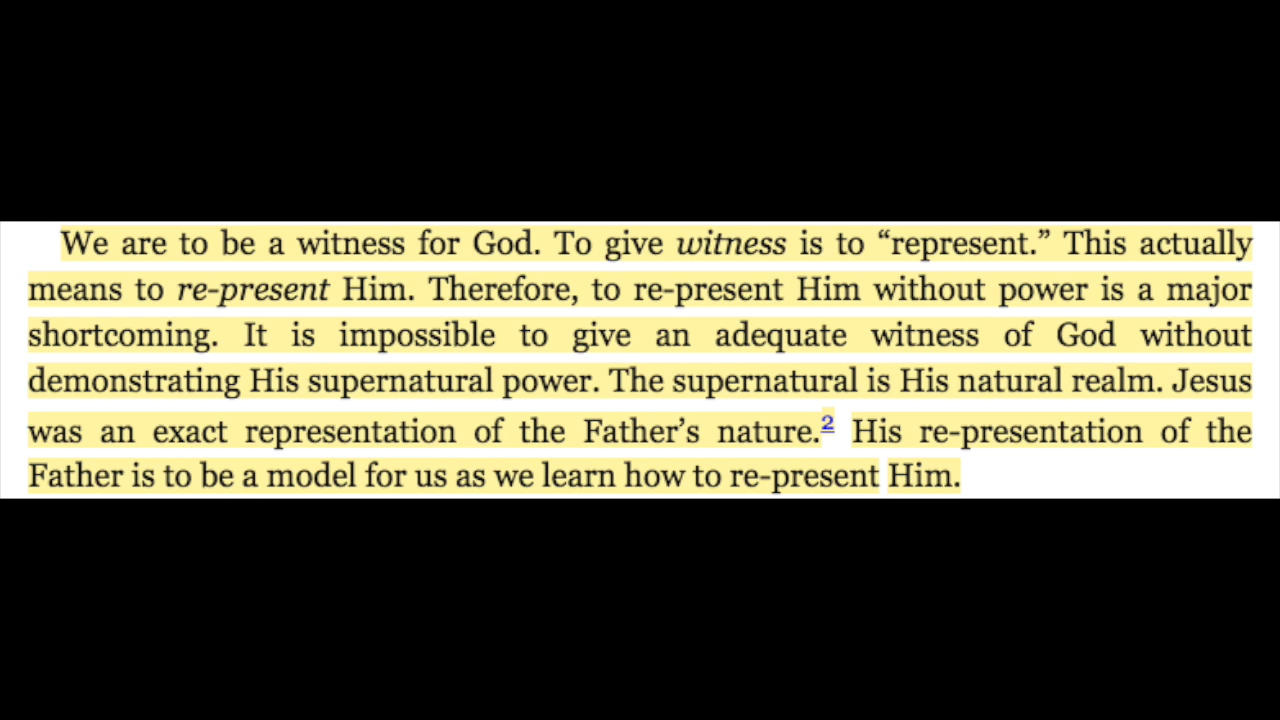 We are to be a witness for God. To give witness is to “represent.” This actually
means to re-present Him. Therefore, to re-present Him without power is a major
shortcoming. It is impossible to give an adequate witness of God without
demonstrating His supernatural power. The supernatural is His natural realm. Jesus
was an exact representation of the Father’s nature.2 His re-presentation of the
Father is to be a model for us as we learn how to re-present Him.